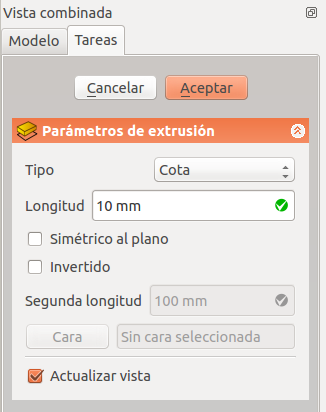 Vista combinada
Modelo Tareas
Cancelar Aceptar
Parámetros de extrusión
Tipo Cota
Longitud 10 mm
Simétrico al plano
Invertido
Segunda longitud 100 mm
Cara Sin cara seleccionada
Actualizar vista